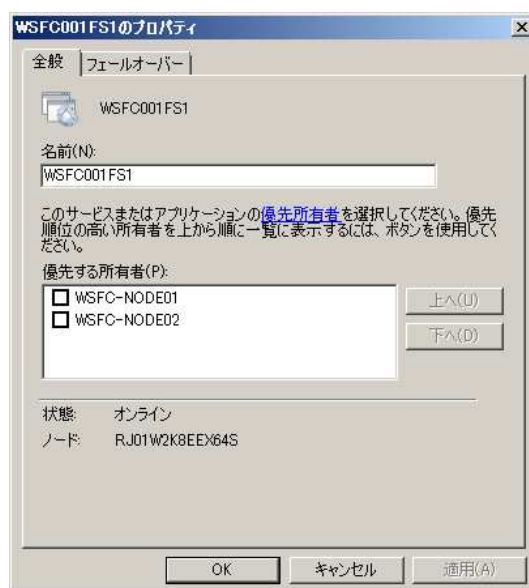 WSFC001FS1のプロパティ
全般
フェールオーバー
WSFC001FS1
名前(N):
WSFC001FS1
このサービスまたはアプリケーションの優先所有者を選択してください。優先
順位の高い所有者を上から順に一覧に表示するには、ボタンを使用してく
ださい。
優先する所有者(P):
WSFC-NODE01
WSFC-NODE02
上へ(U)
下へ(D)
状態: オンライン
ノード: RJ01W2K8EEX64S
OK
キャンセル
適用(A)